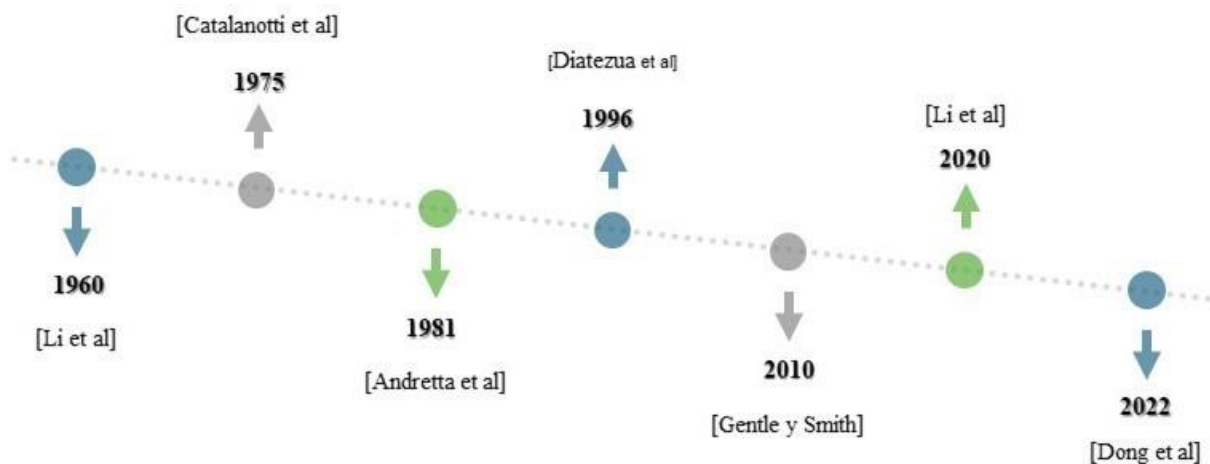 [Catalanotti et al]
1975
[Diatezua et al]
1996
[Li et al]
2020
1960
[Li et al]
1981
[Andretta et al]
2010
[Gentle y Smith]
2022
[Dong et al]